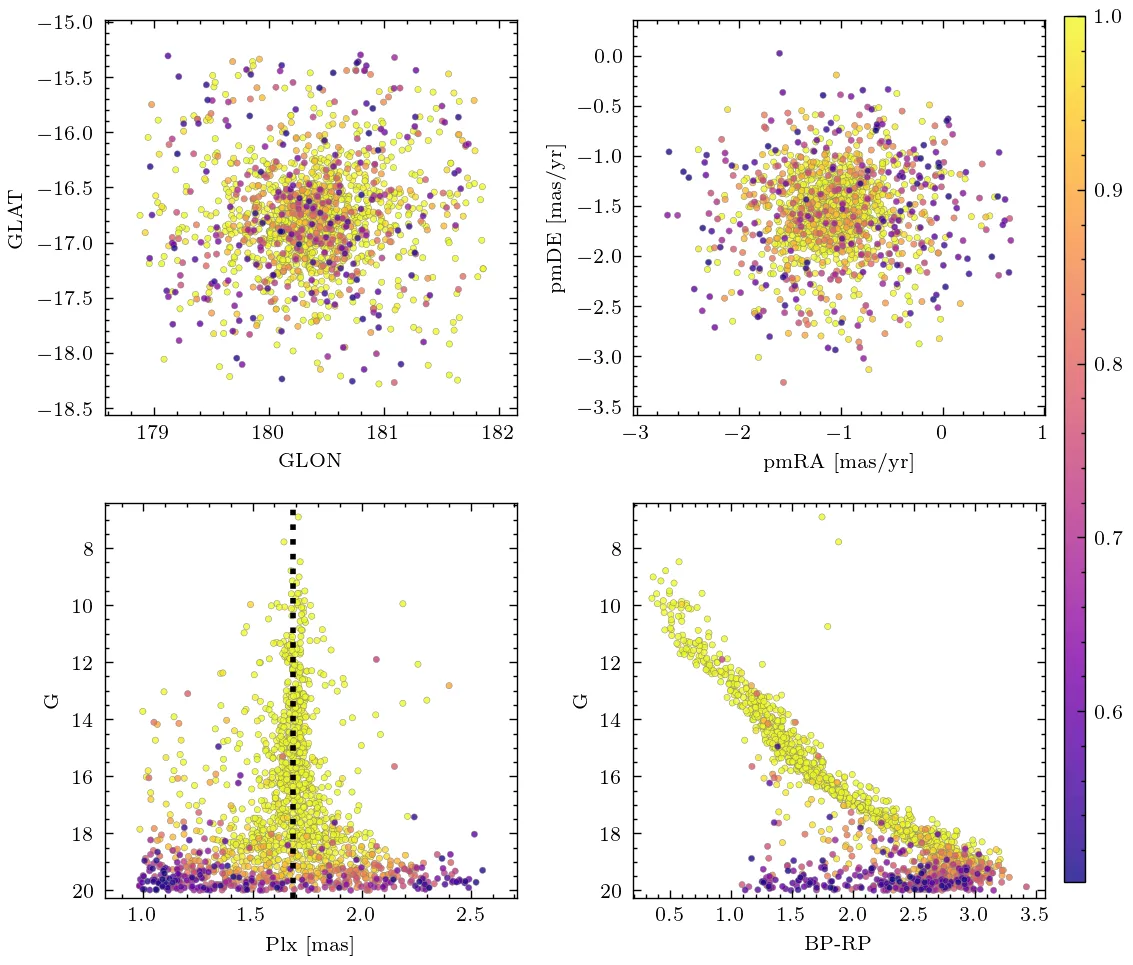 −15.0
−15.5
−16.0
−16.5
−17.0
−17.5
−18.0
−18.5
GLAT
179 180 181 182
GLON
0.0
−0.5
−1.0
−1.5
−2.0
−2.5
−3.0
−3.5
pmDE [mas/yr]
−3 −2 −1 0 1
pmRA [mas/yr]
1.0
0.9
0.8
0.7
0.6
8
10
12
14
16
18
20
G
1.0 1.5 2.0 2.5
Plx [mas]
8
10
12
14
16
18
20
G
0.5 1.0 1.5 2.0 2.5 3.0 3.5
BP-RP